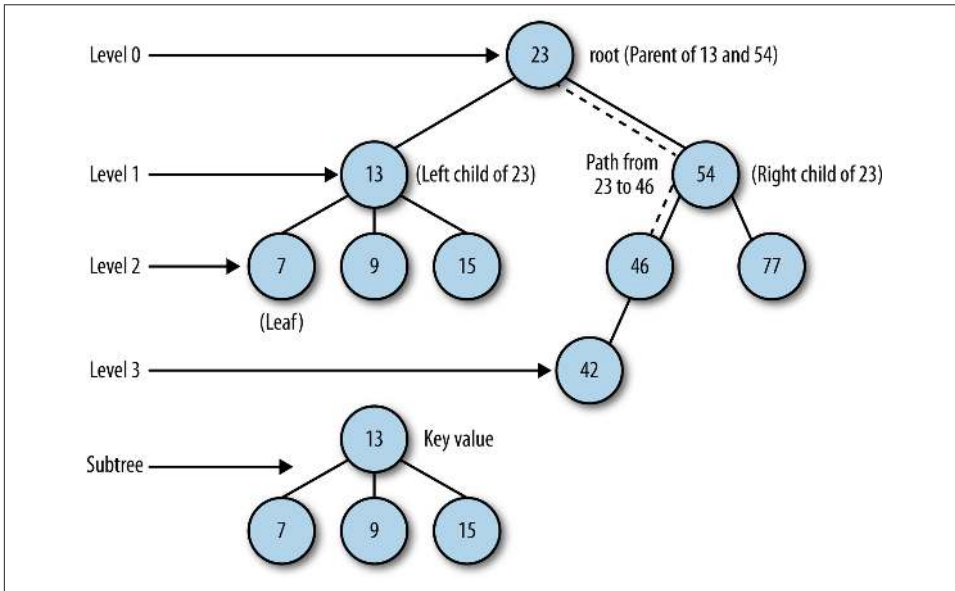 Level 0
23
root (Parent of 13 and 54)
Level 1
13
(Left child of 23)
Path from
23 to 46
54
(Right child of 23)
Level 2
7
9
15
46
77
(Leaf)
Level 3
42
13
Key value
Subtree
7
9
15